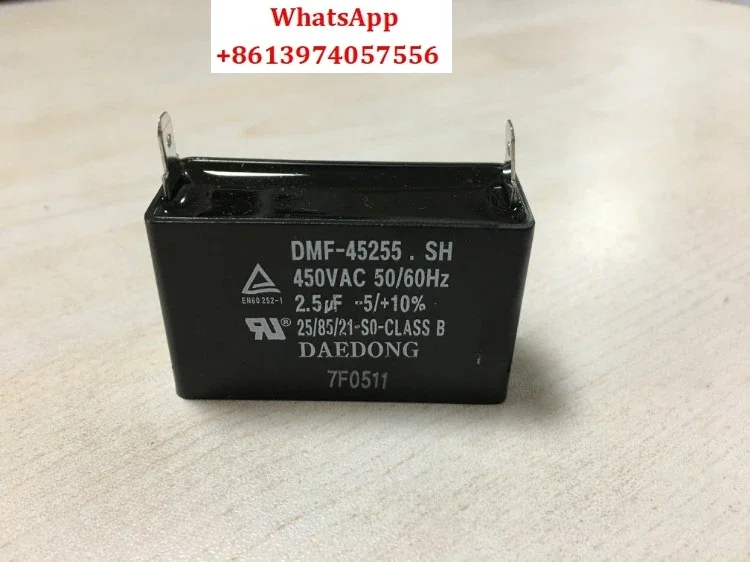 WhatsApp
+8613974057556
DMF-45255 . SH
450VAC 50/60Hz
EN60252-1
2.5µF -5/+10%
25/85/21-S0-CLASS B
DAEDONG
7F0511